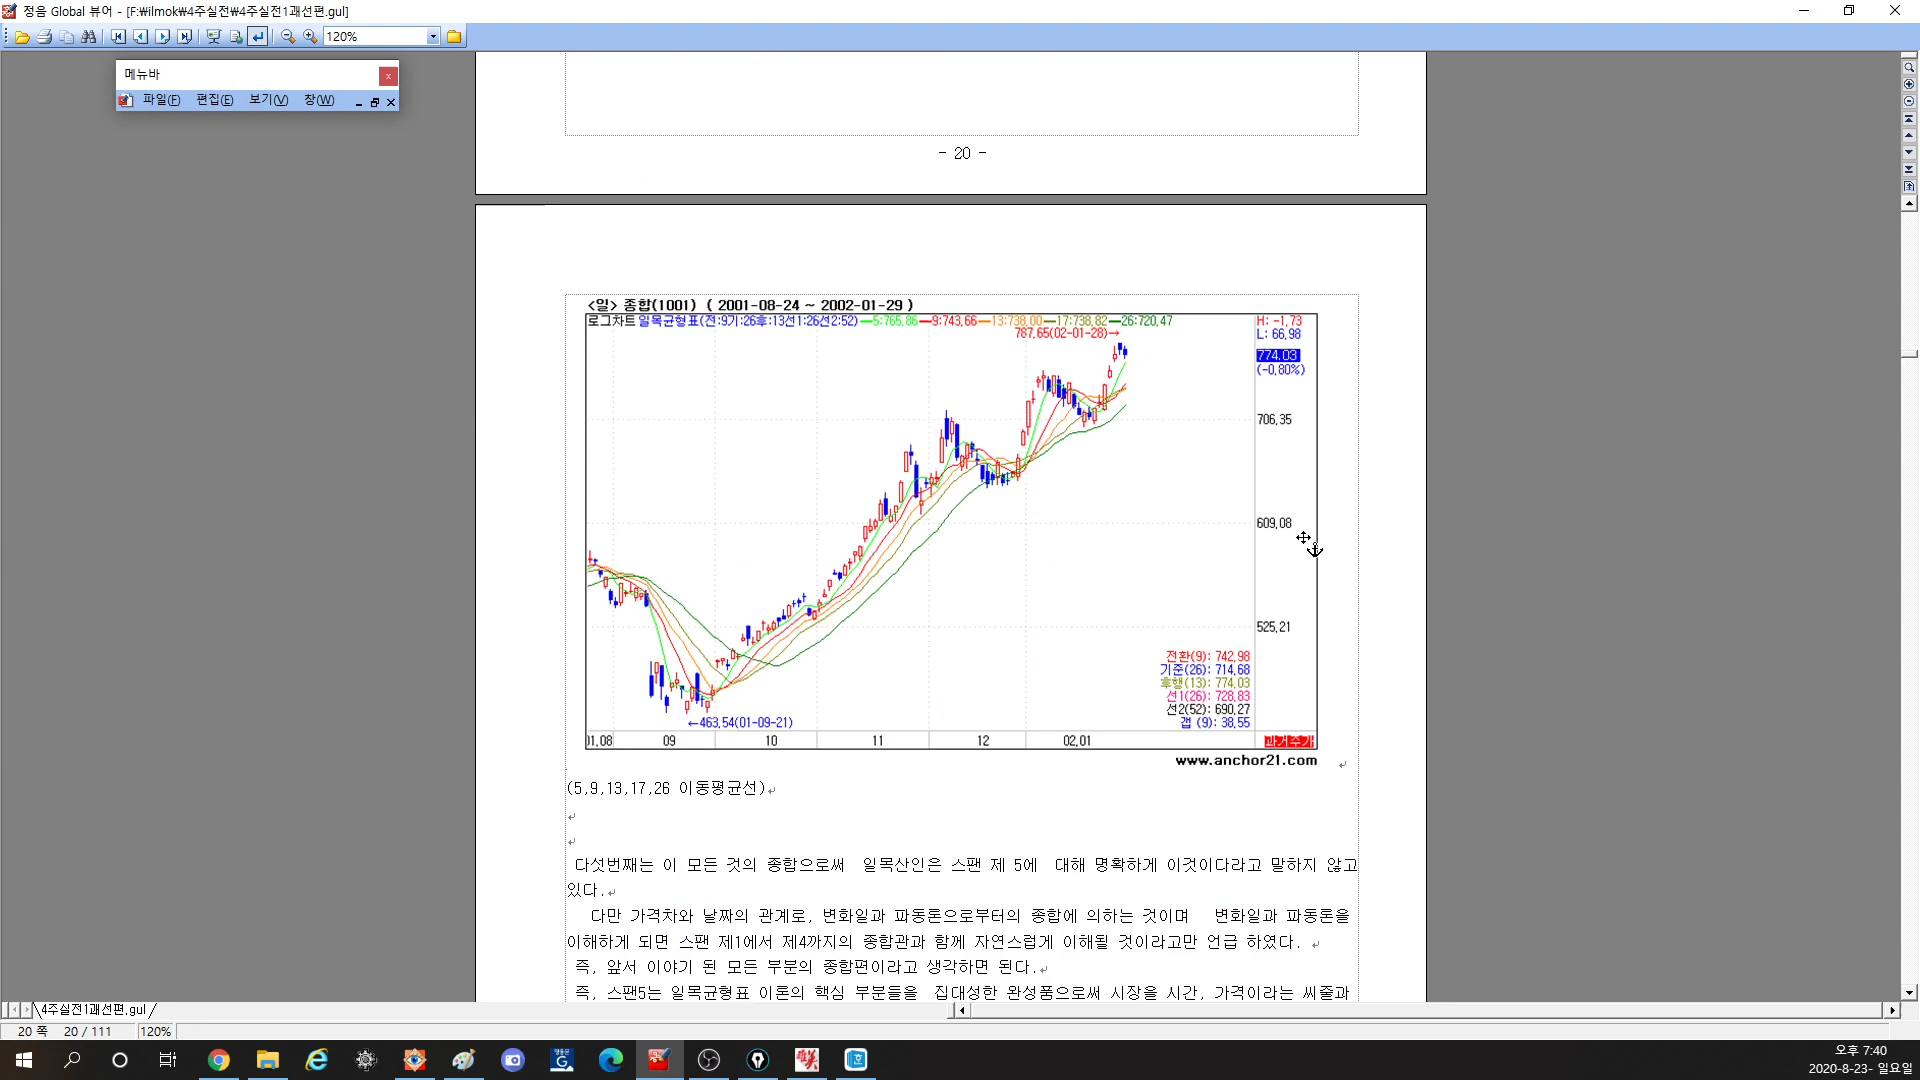 정음 Global 뷰어 - [F:₩ilmok₩4주실전₩4주실전1괘선편.gul]
120%
메뉴바
파일(F) 편집(E) 보기(V) 창(W)
- 20 -
<일> 종합(1001) ( 2001-08-24 ~ 2002-01-29 )
로그차트 일목균형표(전:9기:26후:13선1:26선2:52) 5:765,86 9:743,66 13:738,00 17:738,82 26:720,47
H: -1,73
787,65(02-01-28)→
L: 66,98
774,03
(-0,80%)
706,35
609,08
525,21
전환(9): 742,98
기준(26): 714,68
후행(13): 774,03
선1(26): 728,83
선2(52): 690,27
갭 (9): 38,55
←463,54(01-09-21)
01,08 09 10 11 12 02,01
과거주가
www.anchor21.com
(5,9,13,17,26 이동평균선)
다섯번째는 이 모든 것의 종합으로써 일목산인은 스팬 제 5에 대해 명확하게 이것이다라고 말하지 않고
있다.
다만 가격차와 날짜의 관계로, 변화일과 파동론으로부터의 종합에 의하는 것이며 변화일과 파동론을
이해하게 되면 스팬 제1에서 제4까지의 종합관과 함께 자연스럽게 이해될 것이라고만 언급 하였다.
즉, 앞서 이야기 된 모든 부분의 종합편이라고 생각하면 된다.
즉, 스팬5는 일목균형표 이론의 핵심 부분들을 집대성한 완성품으로써 시장을 시간, 가격이라는 씨줄과
4주실전1괘선편.gul
20 쪽 20 / 111 120%
오후 7:40
2020-8-23- 일요일